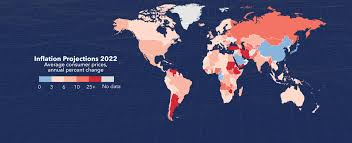 Inflation Projections 2022
Average consumer prices,
annual percent change
0 3 6 10 25+ No data